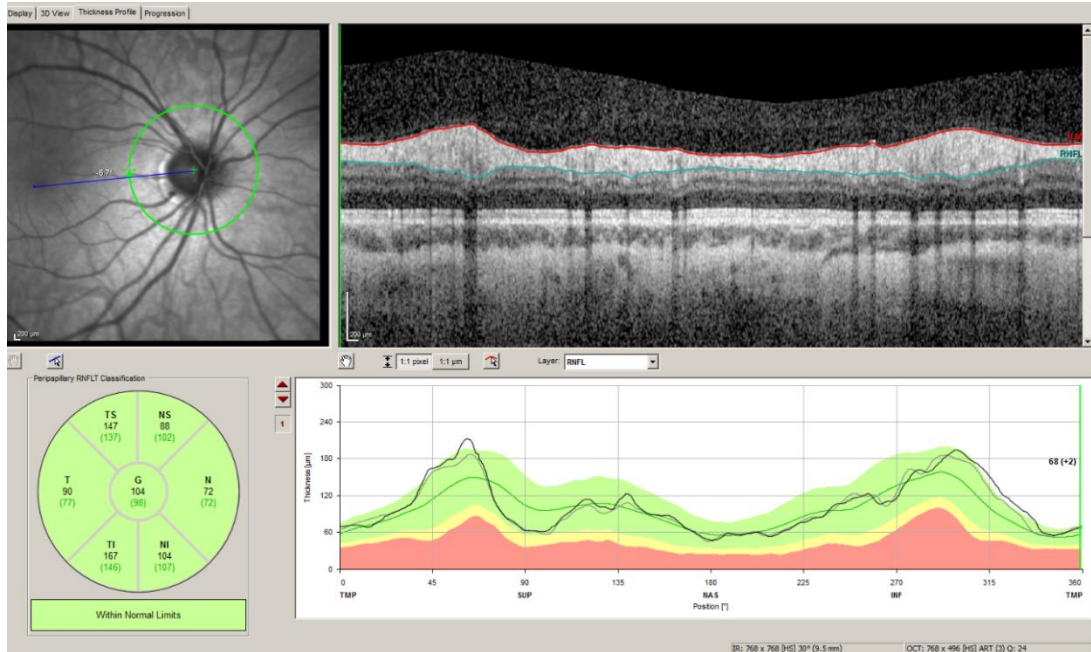 Display 3D View Thickness Profile Progression
200 µm
ILM
RNFL
200 µm
1:1 pixel 1:1 µm Layer: RNFL
Peripapillary RNFLT Classification
TS
147
(137)
NS
88
(102)
T
90
(77)
G
104
(98)
N
72
(72)
TI
167
(146)
NI
104
(107)
Within Normal Limits
1
Thickness [µm]
300
240
180
120
60
0
68 (+2)
0 45 90 135 180 225 270 315 360
TMP SUP NAS INF TMP
Position [°]
IR: 768 x 768 [HS] 30° (9.5 mm) OCT: 768 x 496 [HS] ART (3) Q: 24